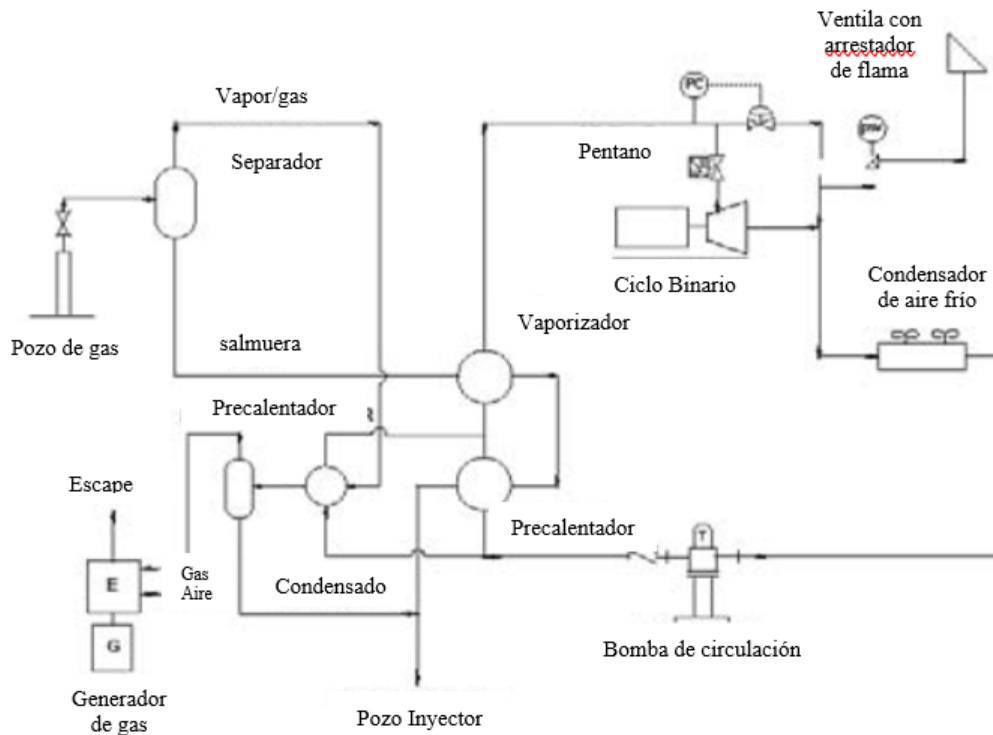 Ventila con
arrestador
de flama
Vapor/gas
PC
psv
Separador
Pentano
Ciclo Binario
Condensador
de aire frío
Pozo de gas
salmuera
Vaporizador
Precalentador
Escape
Precalentador
T
E
Gas
Aire
Condensado
G
Bomba de circulación
Generador
de gas
Pozo Inyector